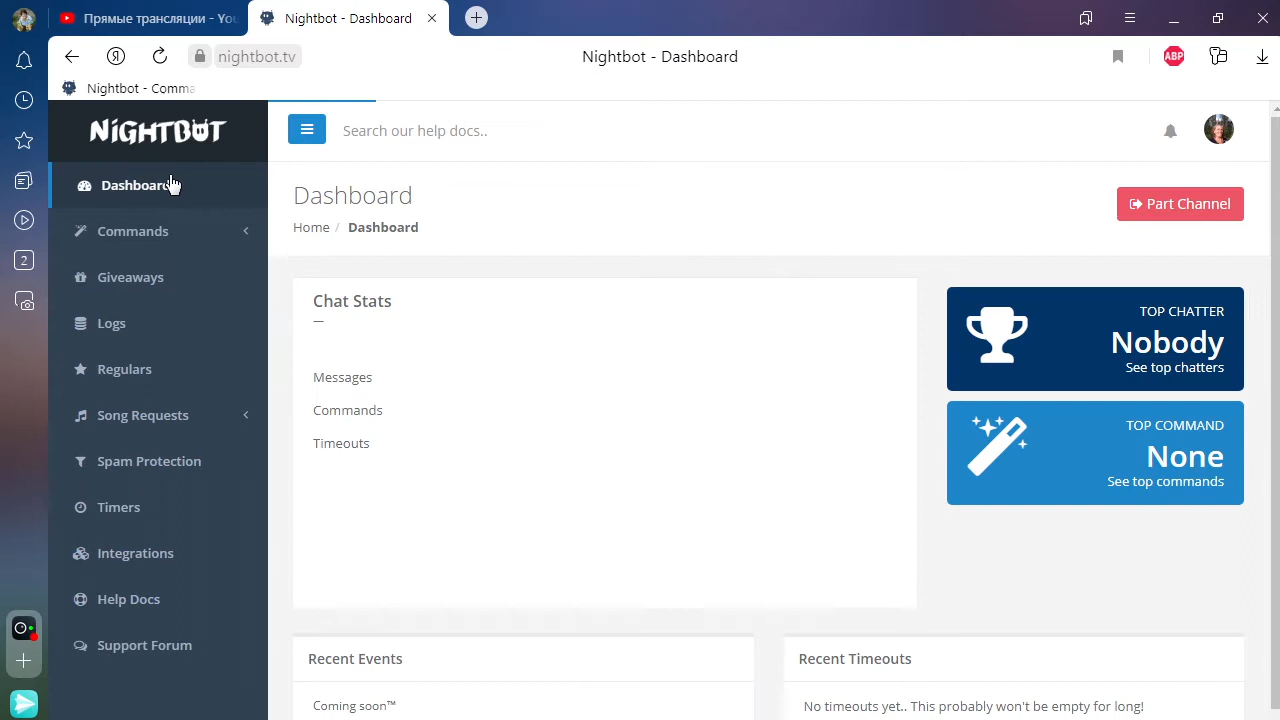 Прямые трансляции - You
Nightbot - Dashboard
nightbot.tv
Nightbot - Dashboard
ABP
Nightbot - Comma
NiGHTBOT
Search our help docs..
Dashboard
Commands
Giveaways
Logs
Regulars
Song Requests
Spam Protection
Timers
Integrations
Help Docs
Support Forum
2
Dashboard
Home / Dashboard
Part Channel
Chat Stats
Messages
Commands
Timeouts
TOP CHATTER
Nobody
See top chatters
TOP COMMAND
None
See top commands
Recent Events
Coming soon™
Recent Timeouts
No timeouts yet.. This probably won't be empty for long!